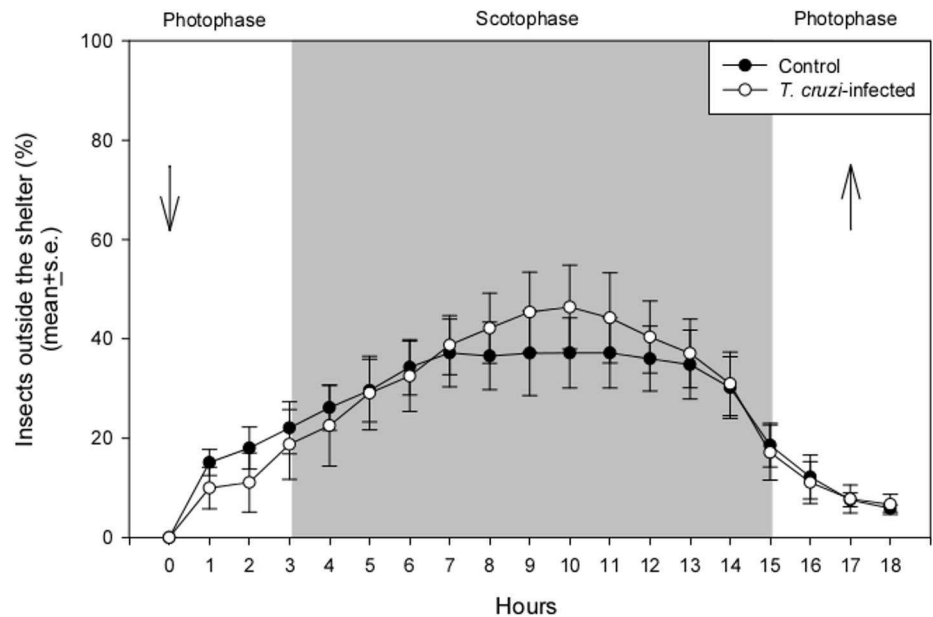 Photophase Scotophase Photophase
Control
T. cruzi-infected
100
80
60
40
20
0
Insects outside the shelter (%)
(mean±s.e.)
0 1 2 3 4 5 6 7 8 9 10 11 12 13 14 15 16 17 18
Hours